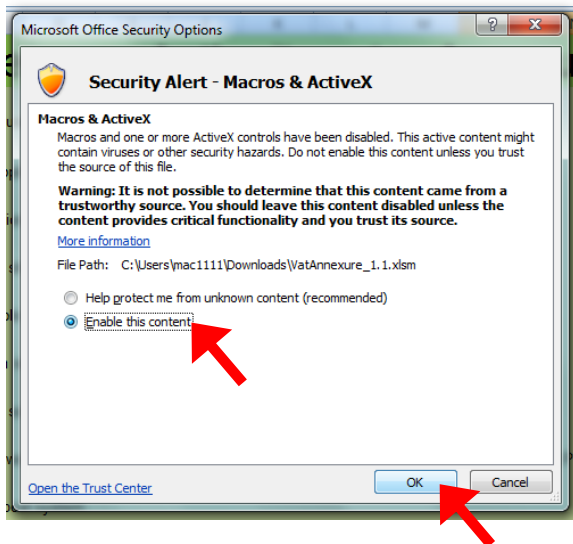 Microsoft Office Security Options
Security Alert - Macros & ActiveX
Macros & ActiveX
Macros and one or more ActiveX controls have been disabled. This active content might
contain viruses or other security hazards. Do not enable this content unless you trust
the source of this file.
Warning: It is not possible to determine that this content came from a
trustworthy source. You should leave this content disabled unless the
content provides critical functionality and you trust its source.
More information
File Path: C:\Users\mac1111\Downloads\VatAnnexure_1.1.xlsm
Help protect me from unknown content (recommended)
Enable this content
Open the Trust Center
OK
Cancel